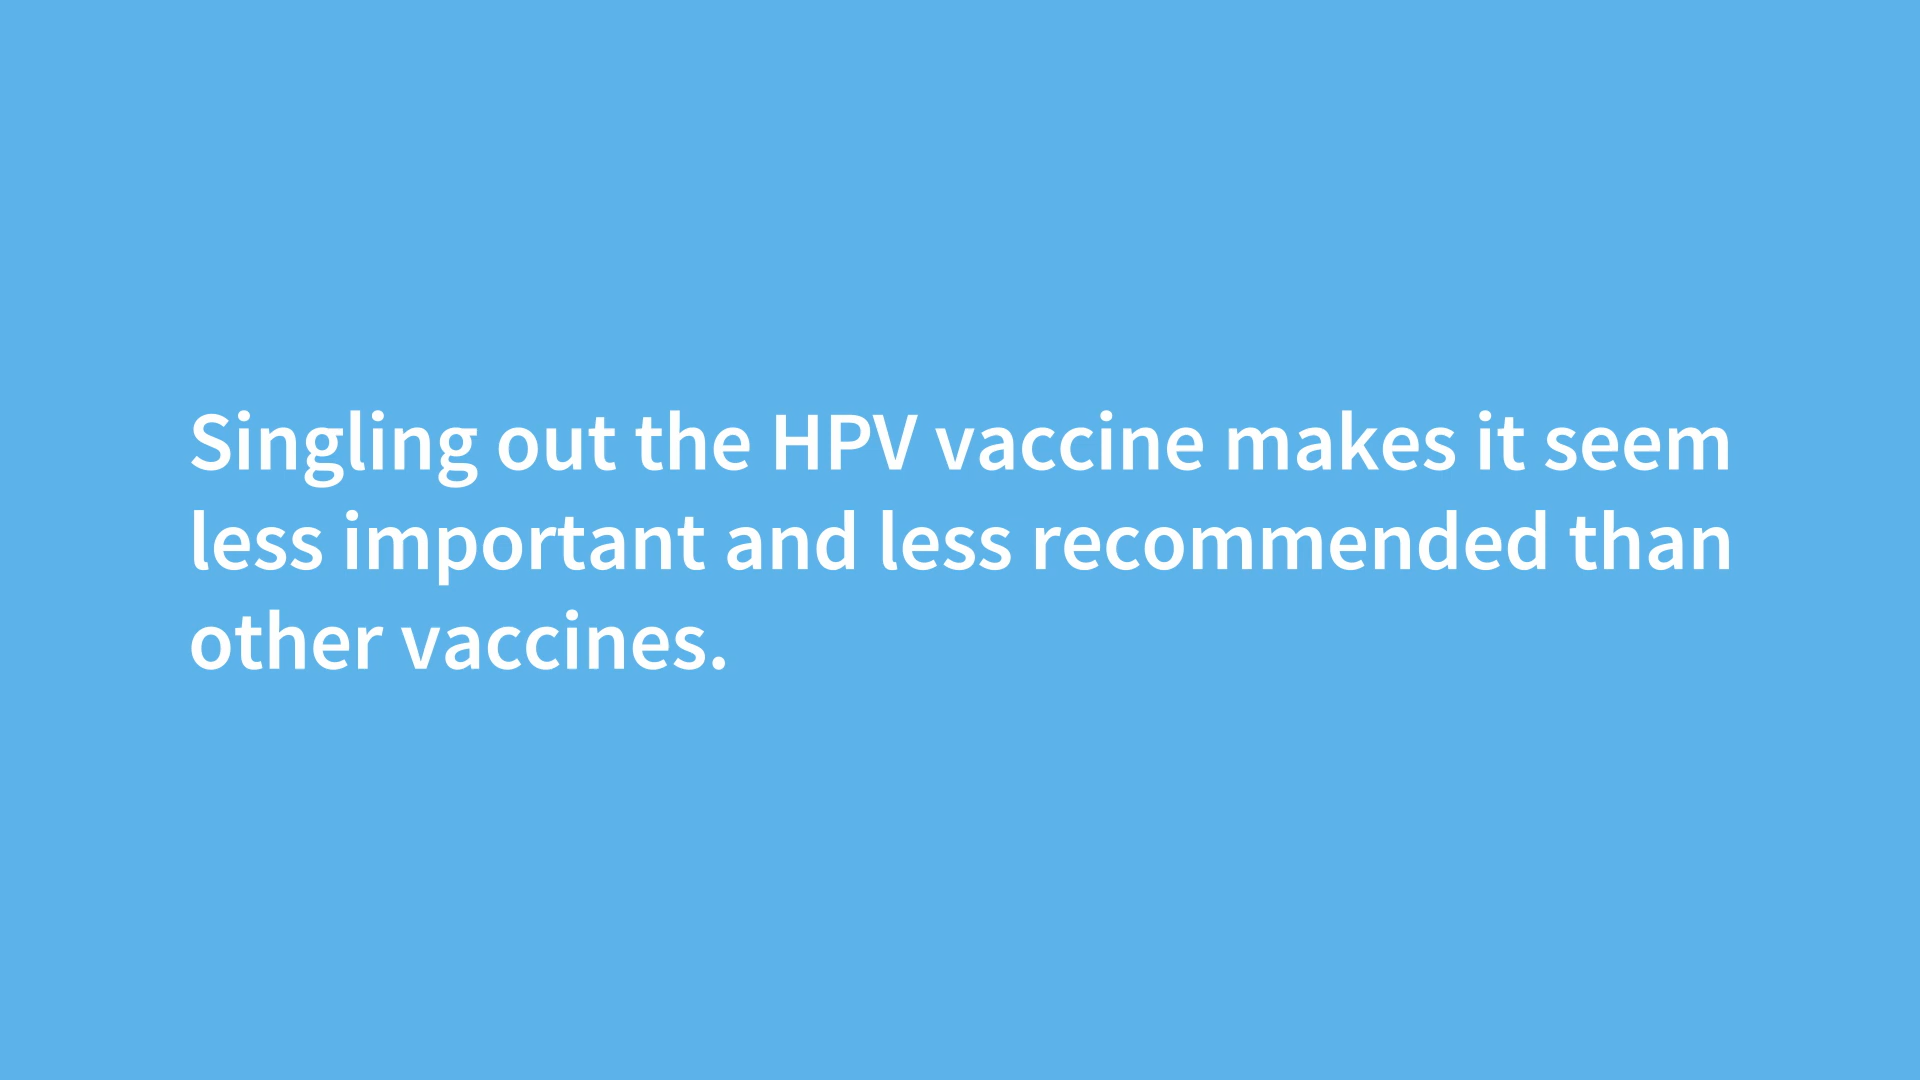 Singling out the HPV vaccine makes it seem
less important and less recommended than
other vaccines.